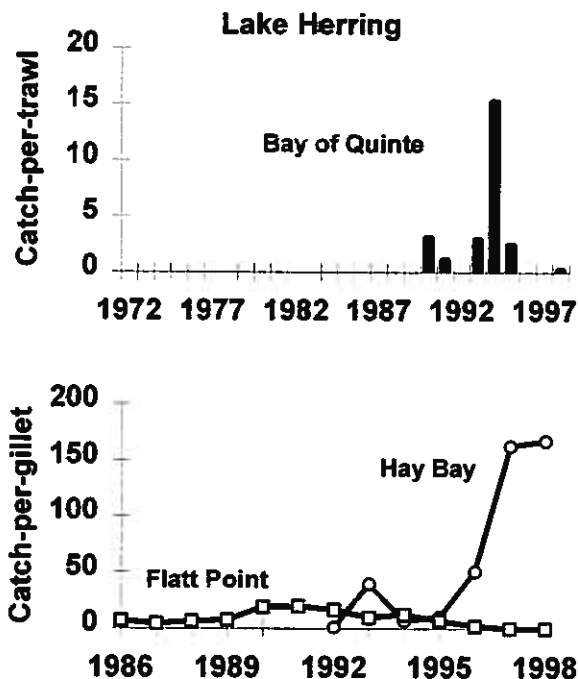 Lake Herring
Catch-per-trawl
20
15
10
5
0
Bay of Quinte
1972 1977 1982 1987 1992 1997
Catch-per-gillet
200
150
100
50
0
Hay Bay
Flatt Point
1986 1989 1992 1995 1998